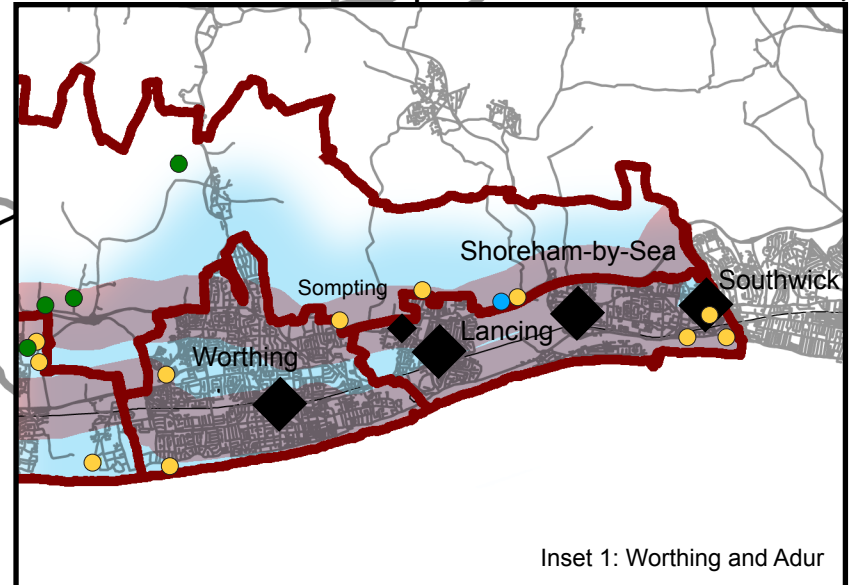 Shoreham-by-Sea
Southwick
Sompting
Lancing
Worthing
Inset 1: Worthing and Adur